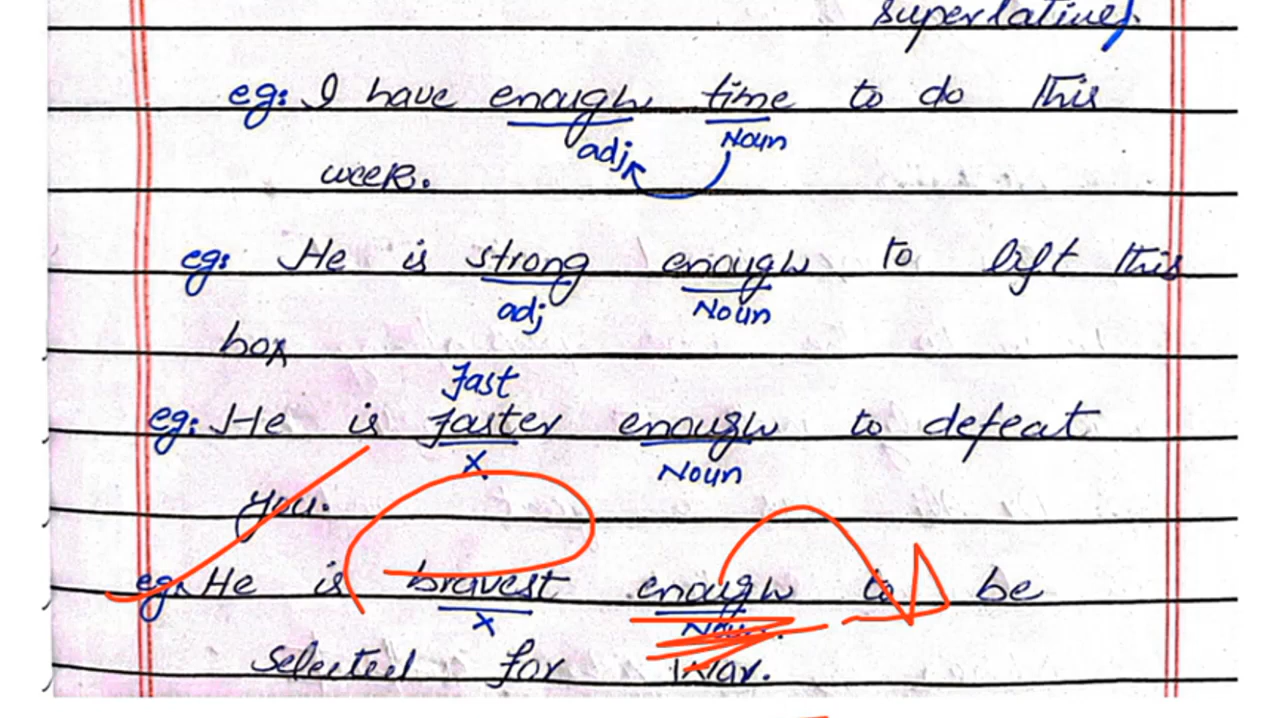 superlative).
eg: I have enough time to do this
adj Noun
week.
eg: He is strong enough to lift this
adj Noun
box
fast
eg: He is faster enough to defeat
x Noun
you.
eg: He is bravest enough to be
x Noun.
selected for war.